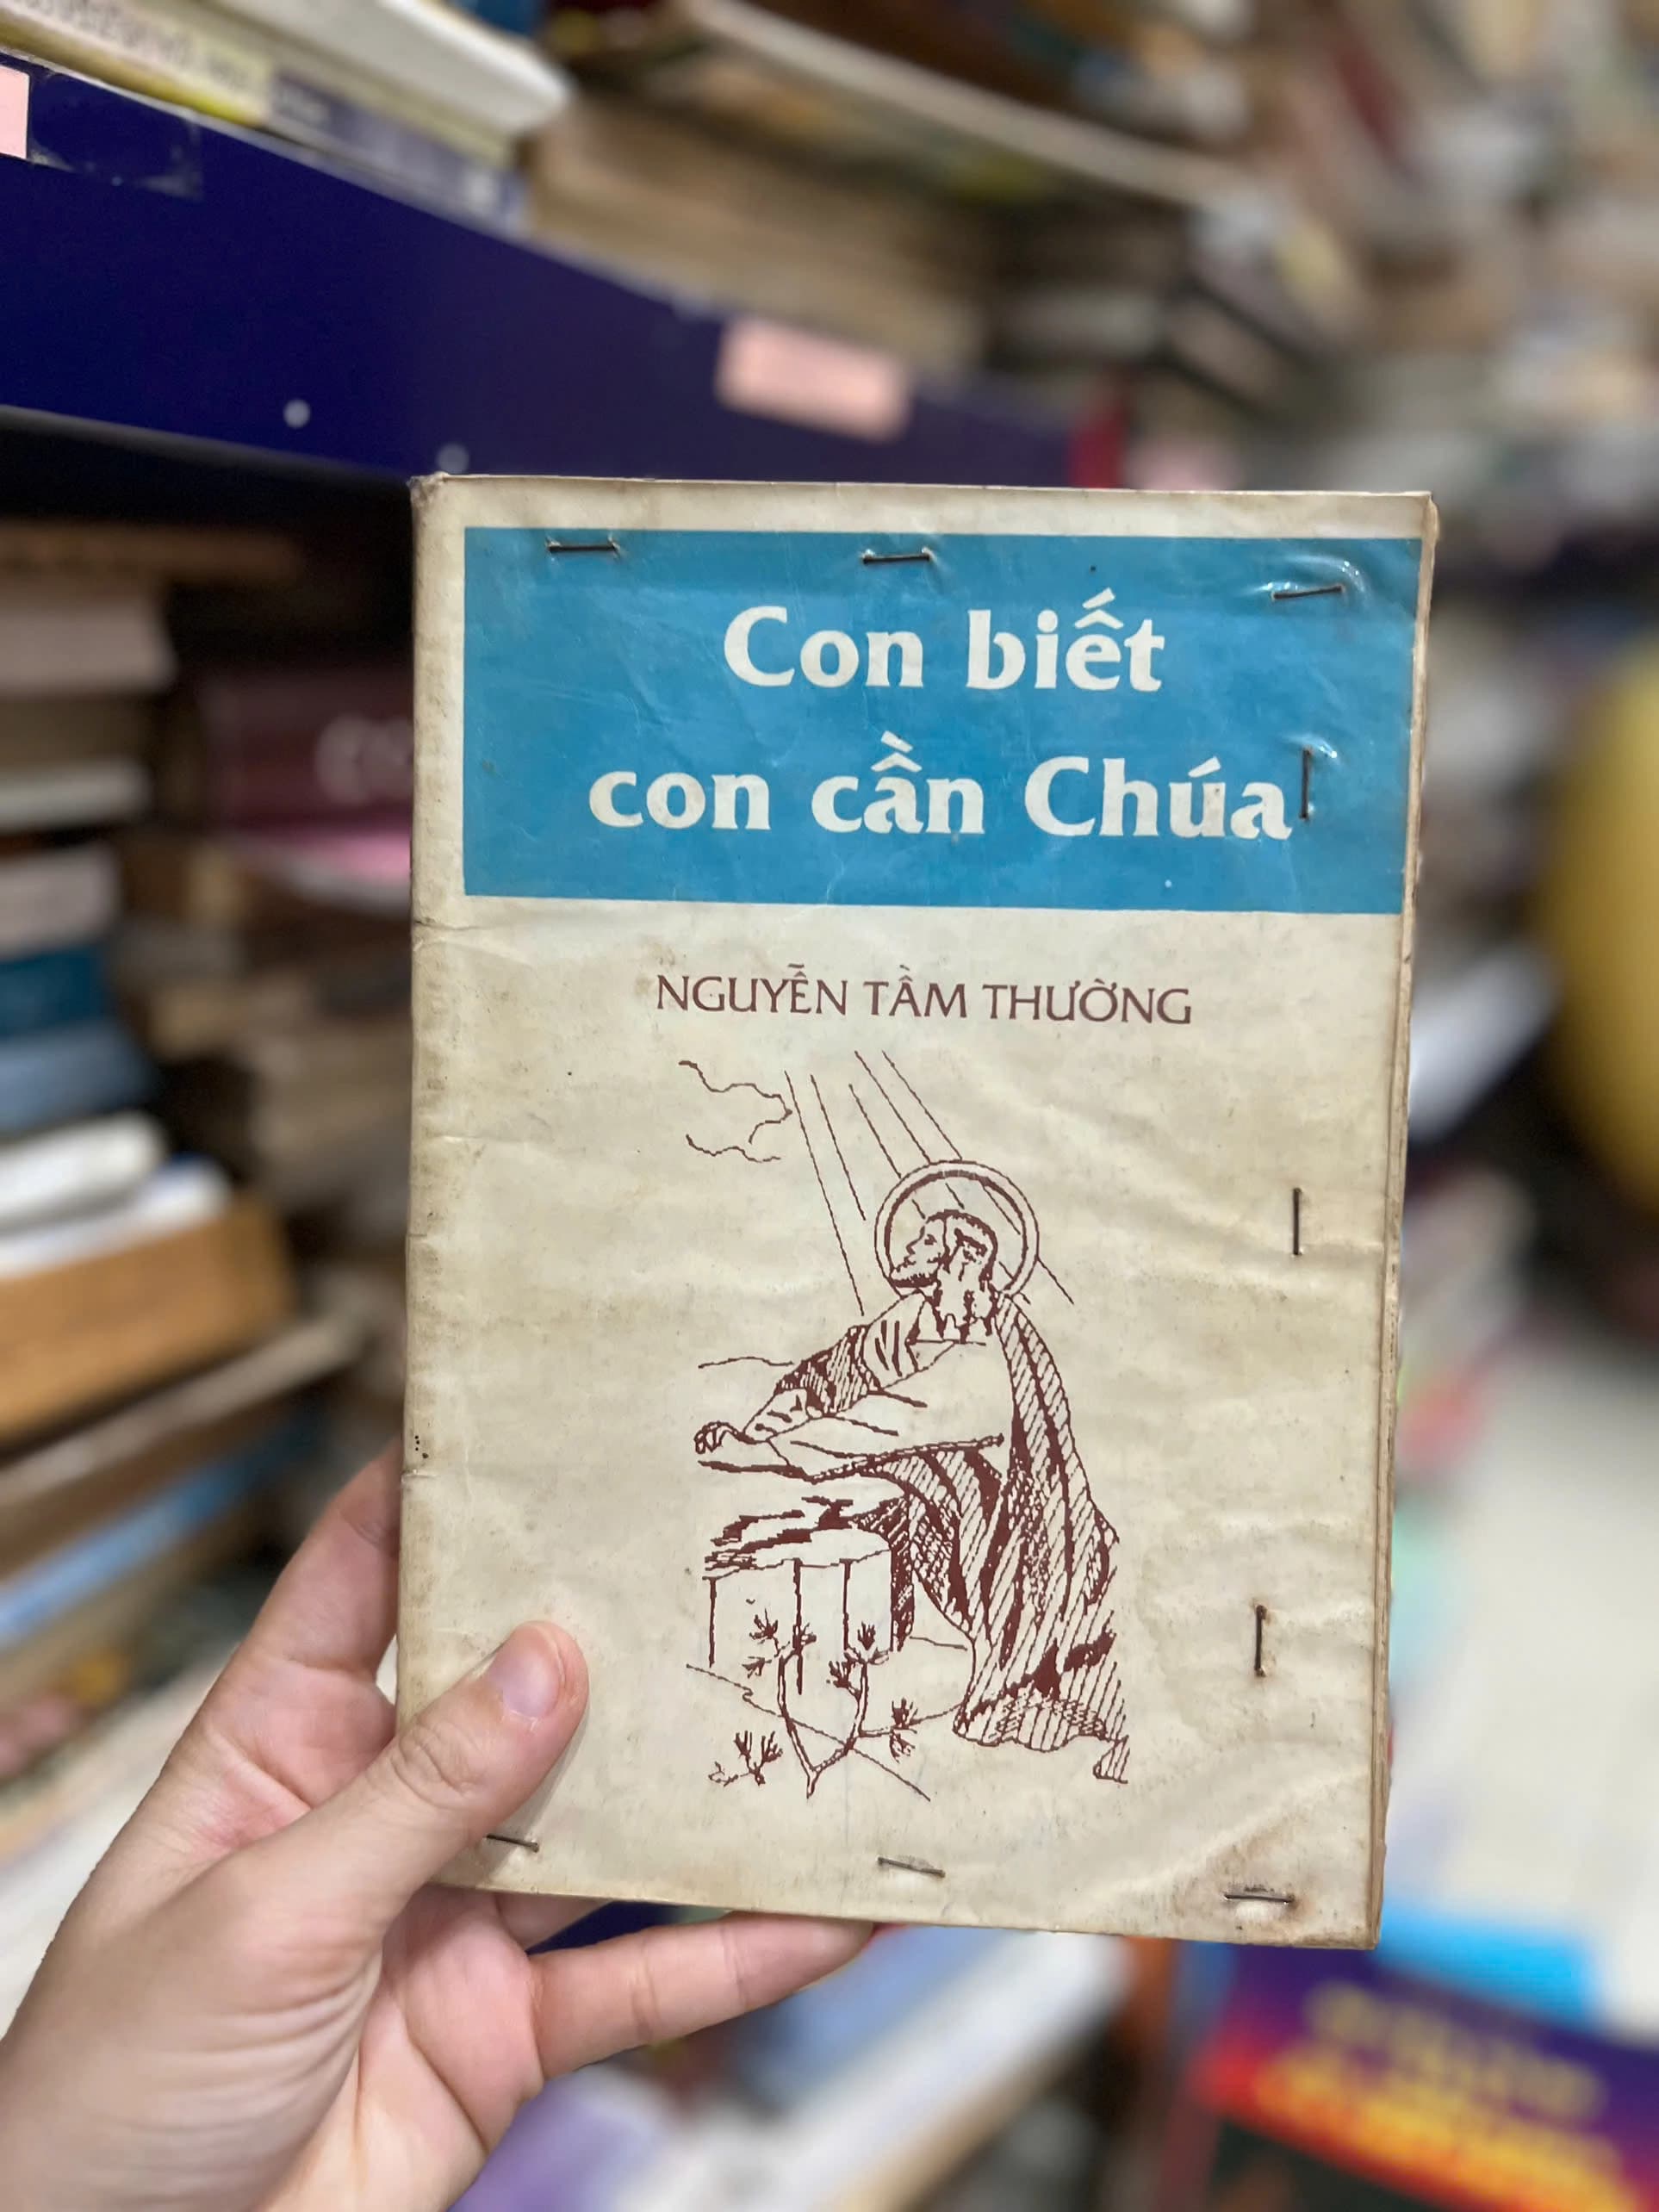 Con biết
con cần Chúa
NGUYỄN TẦM THƯỜNG